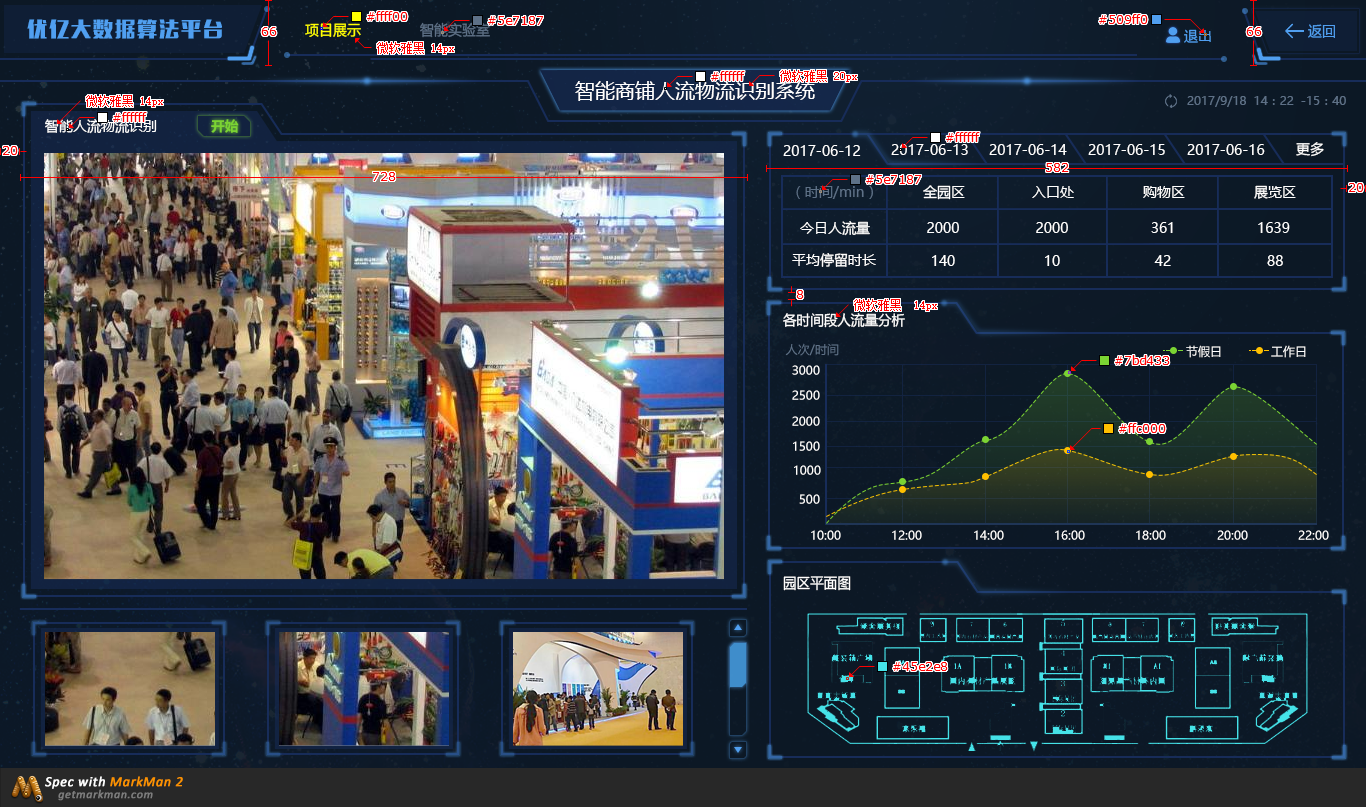 优亿大数据算法平台
项目展示
#ffff00
智能实验室
#5e7187
微软雅黑 14px
66
#509ff0
退出
66
返回
智能商铺人流物流识别系统
#ffffff
微软雅黑 20px
2017/9/18 14:22 -15:40
微软雅黑 14px
#ffffff
智能人流物流识别
开始
20
728
2017-06-12
2017-06-13
#ffffff
2017-06-14
2017-06-15
2017-06-16
更多
582
20
(时间/min)
#5e7187
全园区
入口处
购物区
展览区
今日人流量
2000
2000
361
1639
平均停留时长
140
10
42
88
8
微软雅黑 14px
各时间段人流量分析
人次/时间
节假日
工作日
#7bd433
#ffc000
3000
2500
2000
1500
1000
500
10:00
12:00
14:00
16:00
18:00
20:00
22:00
园区平面图
#45e2e8
Spec with MarkMan 2
getmarkman.com